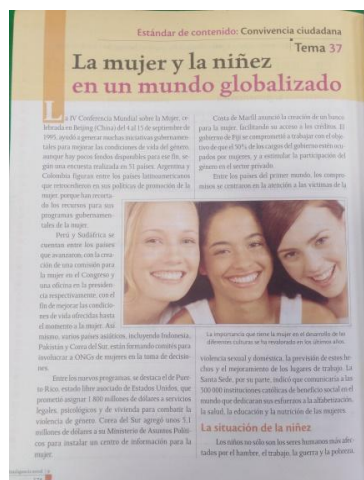 Estándar de contenido: Convivencia ciudadana
Tema 37
La mujer y la niñez
en un mundo globalizado
La IV Conferencia Mundial sobre la Mujer, ce-
lebrada en Beijing (China) del 4 al 15 de septiembre de
1995, ayudó a generar muchas iniciativas gubernamen-
tales para mejorar las condiciones de vida del género,
aunque hay pocos fondos disponibles para ese fin, se-
gún una encuesta realizada en 51 países. Argentina y
Colombia figuran entre los países latinoamericanos
que retrocedieron en sus políticas de promoción de la
mujer, porque han recorta-
do los recursos para sus
programas gubernamen-
tales de la mujer.
Perú y Sudáfrica se
cuentan entre los países
que avanzaron, con la crea-
ción de una comisión para
la mujer en el Congreso y
una oficina en la presiden-
cia respectivamente, con el
fin de mejorar las condicio-
nes de vida ofrecidas hasta
el momento a la mujer. Así
mismo, varios países asiáticos, incluyendo Indonesia,
Pakistán y Corea del Sur, están formando comités para
involucrar a ONGs de mujeres en la toma de decisio-
nes.
Entre los nuevos programas, se destaca el de Puer-
to Rico, estado libre asociado de Estados Unidos, que
prometió asignar 1 800 millones de dólares a servicios
legales, psicológicos y de vivienda para combatir la
violencia de género. Corea del Sur agregó unos 5.1
millones de dólares a su Ministerio de Asuntos Políti-
cos para instalar un centro de información para la
mujer.
Costa de Marfil anunció la creación de un banco
para la mujer, facilitando su acceso a los créditos. El
gobierno de Fiji se comprometió a trabajar con el obje-
tivo de que el 30% de los cargos del gobierno estén ocu-
pados por mujeres, y a estimular la participación del
género en el sector privado.
Entre los países del primer mundo, los compro-
misos se centraron en la atención a las víctimas de la
La importancia que tiene la mujer en el desarrollo de las
diferentes culturas se ha revalorado en los últimos años.
violencia sexual y doméstica, la previsión de estos he-
chos y el mejoramiento de los lugares de trabajo. La
Santa Sede, por su parte, indicó que comunicaría a las
300 000 instituciones católicas de beneficio social en el
mundo que dedicaran sus esfuerzos a la alfabetización,
la salud, la educación y la nutrición de las mujeres.
La situación de la niñez
Los niños no sólo son los seres humanos más afec-
tados por el hambre, el trabajo, la guerra y la pobreza,